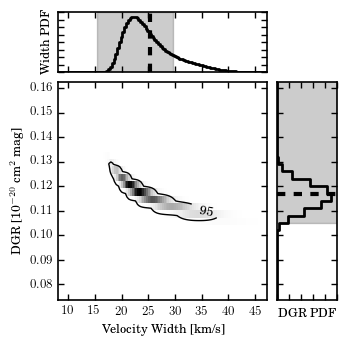 Width PDF
0.16
0.15
0.14
0.13
0.12
0.11
0.10
0.09
0.08
DGR [10⁻²⁰ cm² mag]
95
10 15 20 25 30 35 40 45
Velocity Width [km/s]
DGR PDF